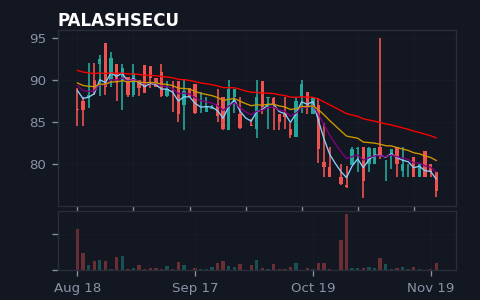 PALASHSECU
95
90
85
80
Aug 18
Sep 17
Oct 19
Nov 19